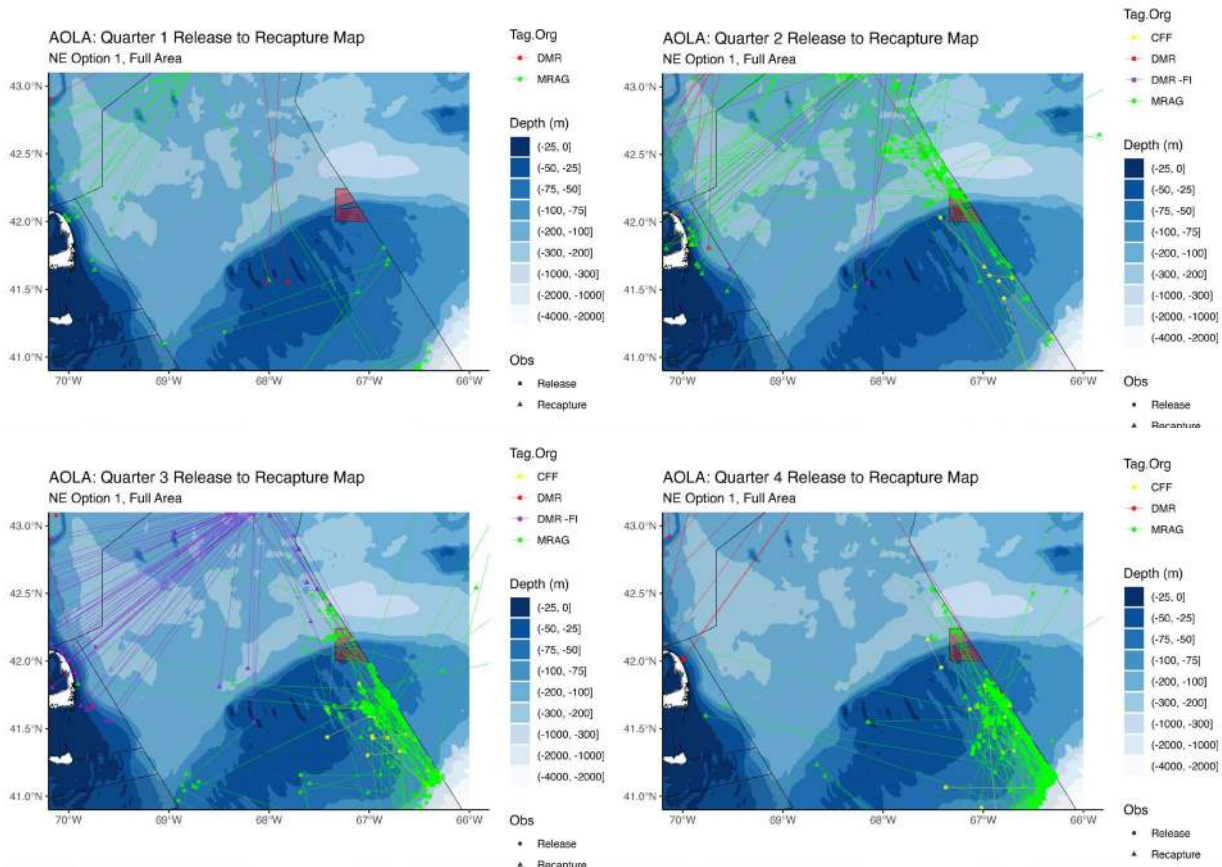 AOLA: Quarter 1 Release to Recapture Map
NE Option 1, Full Area
43.0°N
42.5°N
42.0°N
41.5°N
41.0°N
70°W
69°W
68°W
67°W
66°W
Tag.Org
DMR
MRAG
Depth (m)
(-25, 0]
(-50, -25]
(-75, -50]
(-100, -75]
(-200, -100]
(-300, -200]
(-1000, -300]
(-2000, -1000]
(-4000, -2000]
Obs
Release
Recapture
AOLA: Quarter 2 Release to Recapture Map
NE Option 1, Full Area
43.0°N
42.5°N
42.0°N
41.5°N
41.0°N
70°W
69°W
68°W
67°W
66°W
Tag.Org
CFF
DMR
DMR -FI
MRAG
Depth (m)
(-25, 0]
(-50, -25]
(-75, -50]
(-100, -75]
(-200, -100]
(-300, -200]
(-1000, -300]
(-2000, -1000]
(-4000, -2000]
Obs
Release
Recapture
AOLA: Quarter 3 Release to Recapture Map
NE Option 1, Full Area
43.0°N
42.5°N
42.0°N
41.5°N
41.0°N
70°W
69°W
68°W
67°W
66°W
Tag.Org
CFF
DMR
DMR -FI
MRAG
Depth (m)
(-25, 0]
(-50, -25]
(-75, -50]
(-100, -75]
(-200, -100]
(-300, -200]
(-1000, -300]
(-2000, -1000]
(-4000, -2000]
Obs
Release
Recapture
AOLA: Quarter 4 Release to Recapture Map
NE Option 1, Full Area
43.0°N
42.5°N
42.0°N
41.5°N
41.0°N
70°W
69°W
68°W
67°W
66°W
Tag.Org
CFF
DMR
MRAG
Depth (m)
(-25, 0]
(-50, -25]
(-75, -50]
(-100, -75]
(-200, -100]
(-300, -200]
(-1000, -300]
(-2000, -1000]
(-4000, -2000]
Obs
Release
Recapture